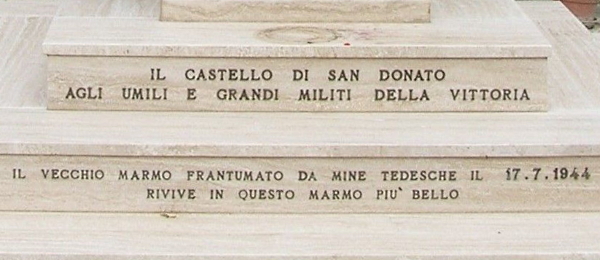 IL CASTELLO DI SAN DONATO
AGLI UMILI E GRANDI MILITI DELLA VITTORIA
IL VECCHIO MARMO FRANTUMATO DA MINE TEDESCHE IL 17.7.1944
RIVIVE IN QUESTO MARMO PIU' BELLO